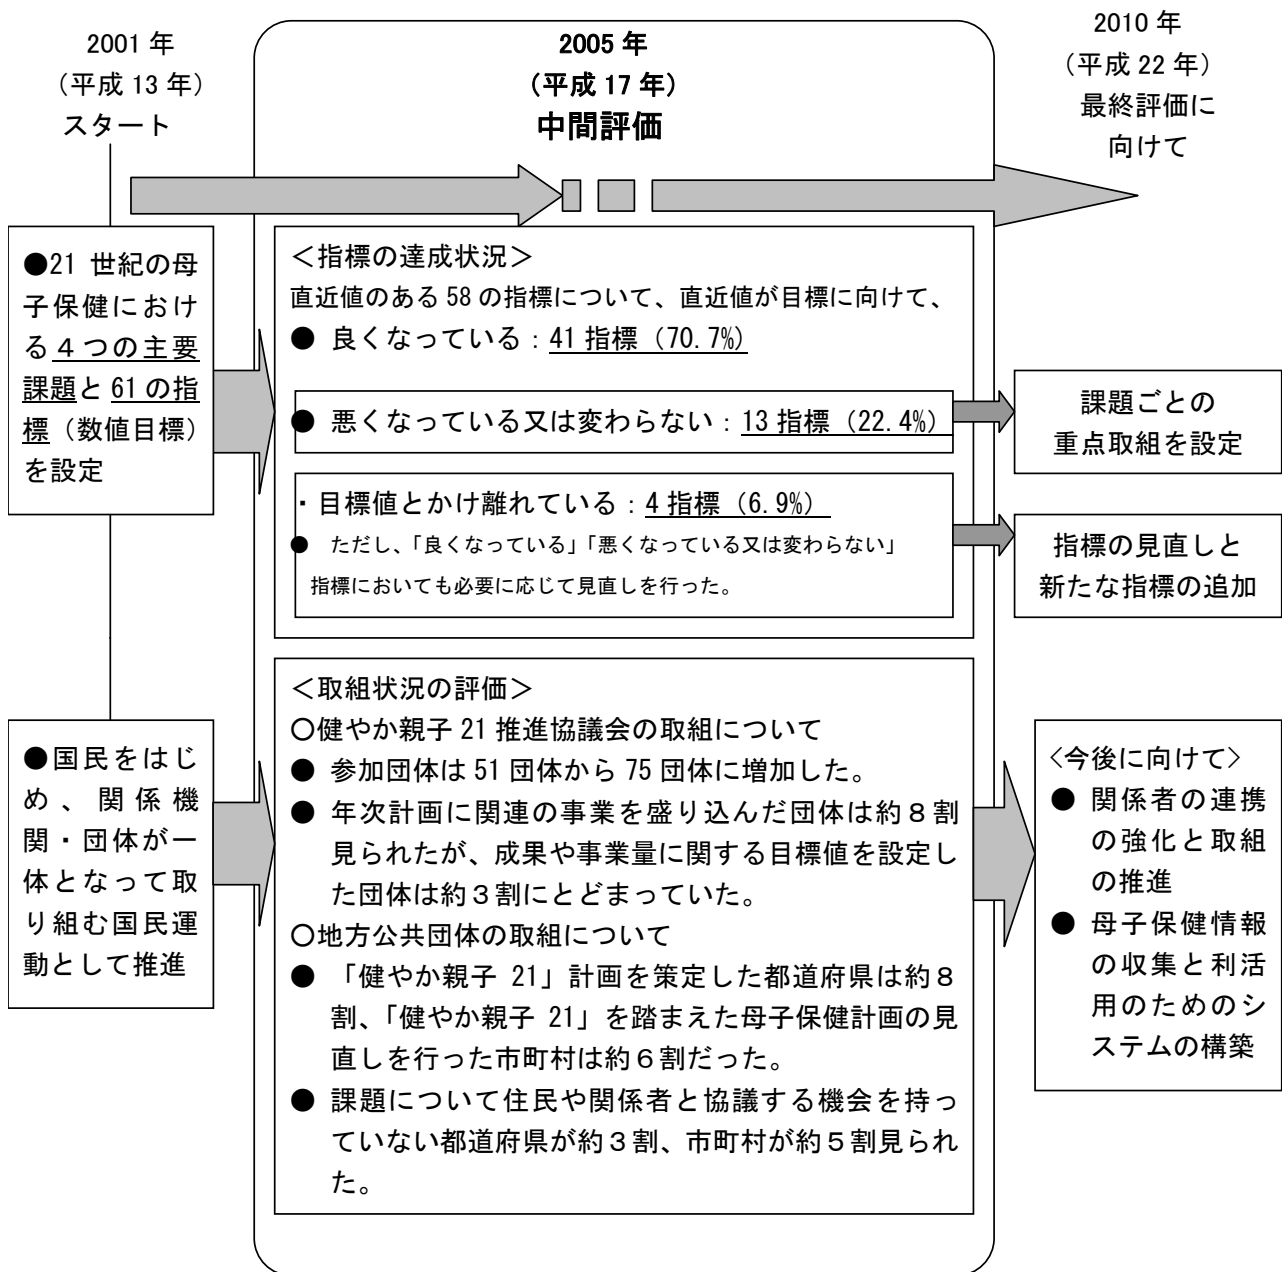 2001 年
(平成 13 年)
スタート
2005 年
(平成 17 年)
中間評価
2010 年
(平成 22 年)
最終評価に
向けて
●21 世紀の母
子保健におけ
る４つの主要
課題と 61 の指
標（数値目標）
を設定
＜指標の達成状況＞
直近値のある 58 の指標について、直近値が目標に向けて、
● 良くなっている：41 指標（70.7%）
● 悪くなっている又は変わらない：13 指標（22.4%）
・目標値とかけ離れている：4 指標（6.9%）
● ただし、「良くなっている」「悪くなっている又は変わらない」
指標においても必要に応じて見直しを行った。
課題ごとの
重点取組を設定
指標の見直しと
新たな指標の追加
●国民をはじ
め、関係機
関・団体が一
体となって取
り組む国民運
動として推進
＜取組状況の評価＞
○健やか親子 21 推進協議会の取組について
● 参加団体は 51 団体から 75 団体に増加した。
● 年次計画に関連の事業を盛り込んだ団体は約８割
見られたが、成果や事業量に関する目標値を設定し
た団体は約３割にとどまっていた。
○地方公共団体の取組について
● 「健やか親子 21」計画を策定した都道府県は約８
割、「健やか親子 21」を踏まえた母子保健計画の見
直しを行った市町村は約６割だった。
● 課題について住民や関係者と協議する機会を持っ
ていない都道府県が約３割、市町村が約５割見られ
た。
<今後に向けて>
● 関係者の連携
の強化と取組
の推進
● 母子保健情報
の収集と利活
用のためのシ
ステムの構築